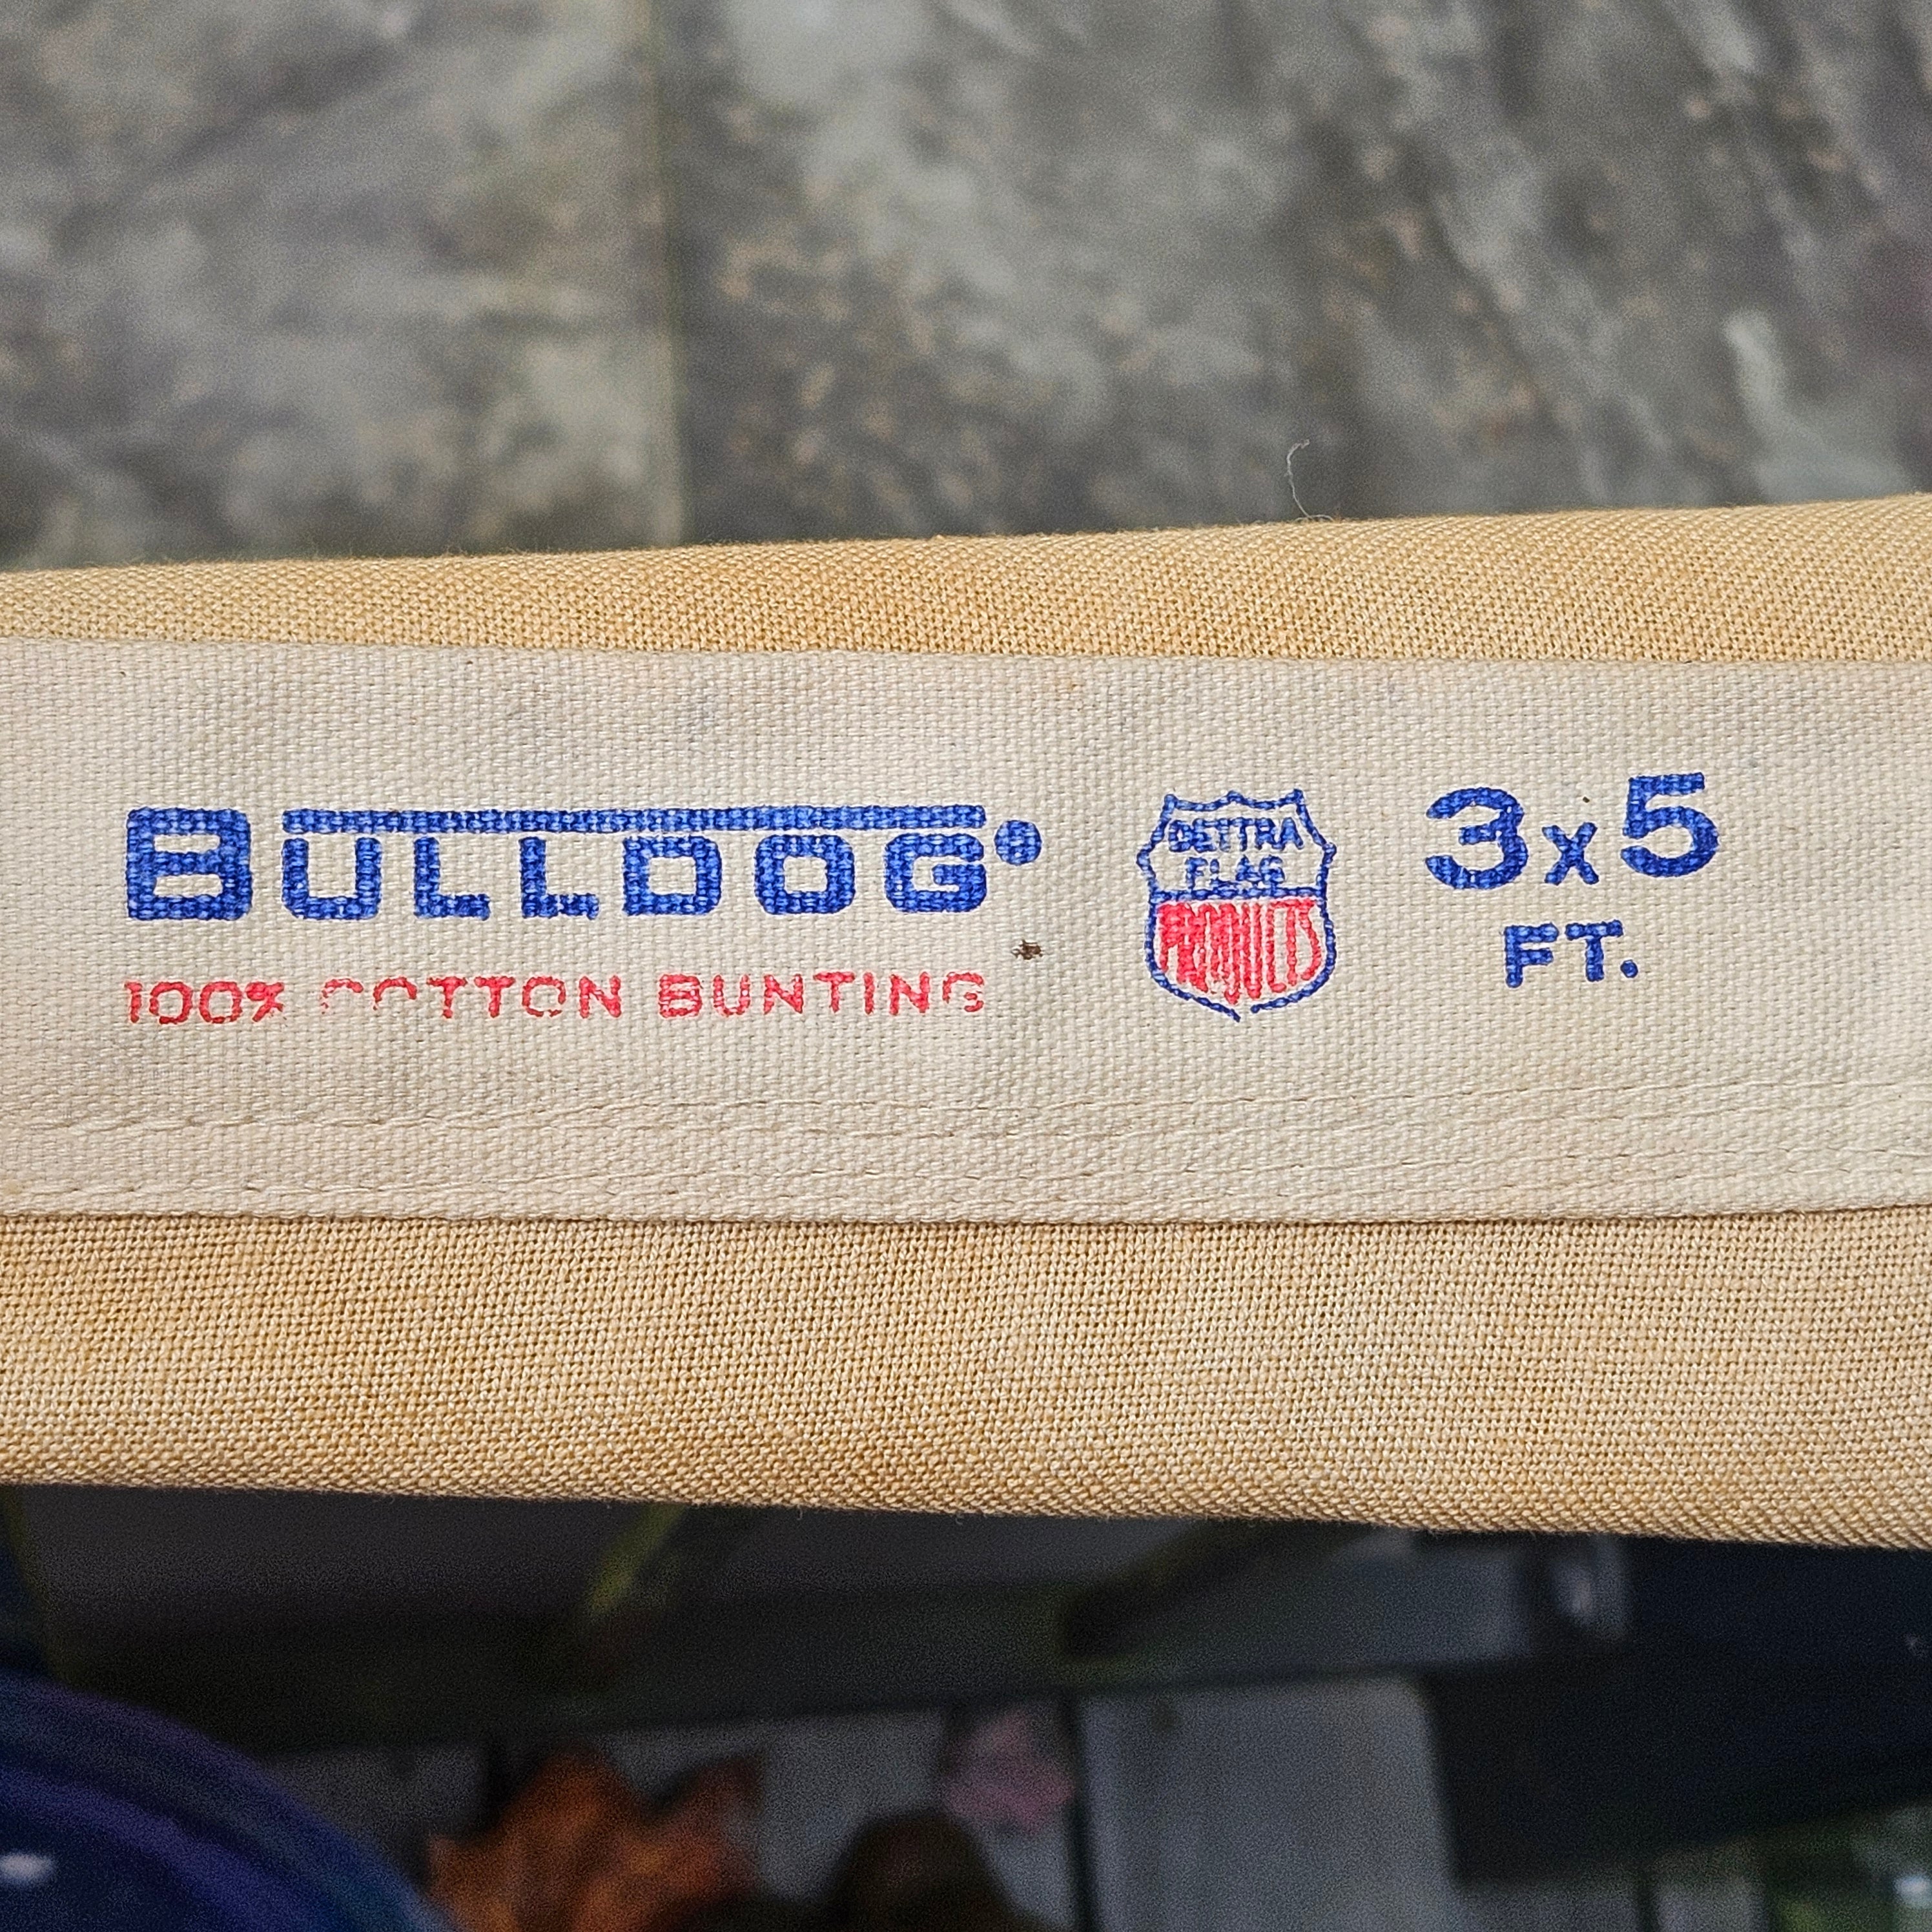 BULLDOG®
100% COTTON BUNTING
DETTRA
FLAG
PRODUCTS
3x5
FT.